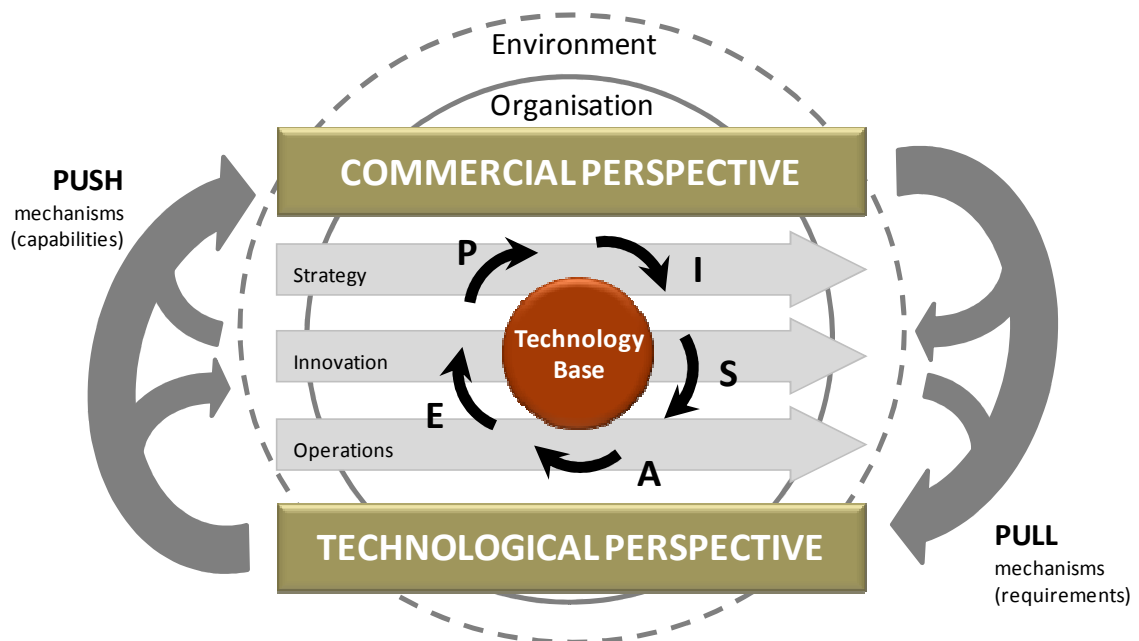 Environment
Organisation
COMMERCIAL PERSPECTIVE
PUSH
mechanisms
(capabilities)
P
I
Strategy
Technology
Base
Innovation
S
E
Operations
A
TECHNOLOGICAL PERSPECTIVE
PULL
mechanisms
(requirements)